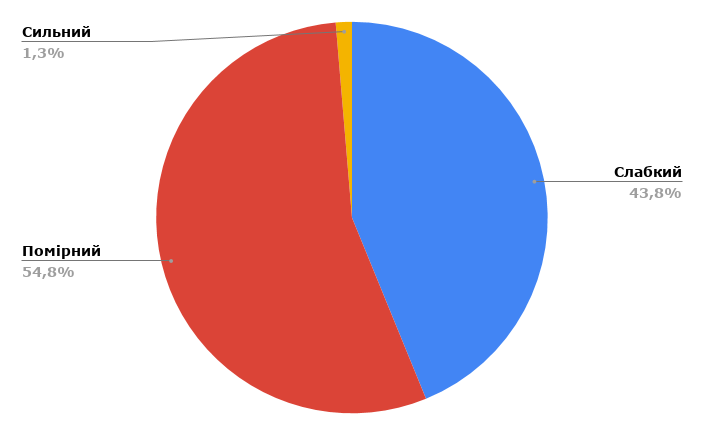 Сильний
1,3%
Слабкий
43,8%
Помірний
54,8%